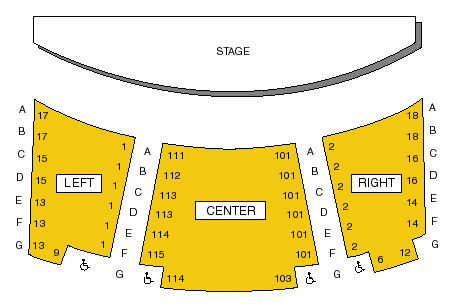 STAGE
A 17 18 A
B 17 1 A 111 101 A 2 18 B
C 15 1 B 112 101 B 2 16 C
D 15 LEFT 1 C 113 101 C 2 RIGHT 16 D
E 13 1 D 113 CENTER 101 D 2 14 E
F 13 1 E 114 101 E 2 14 F
G 13 9 1 F 115 101 F 2 6 12 G
G 114 103 G